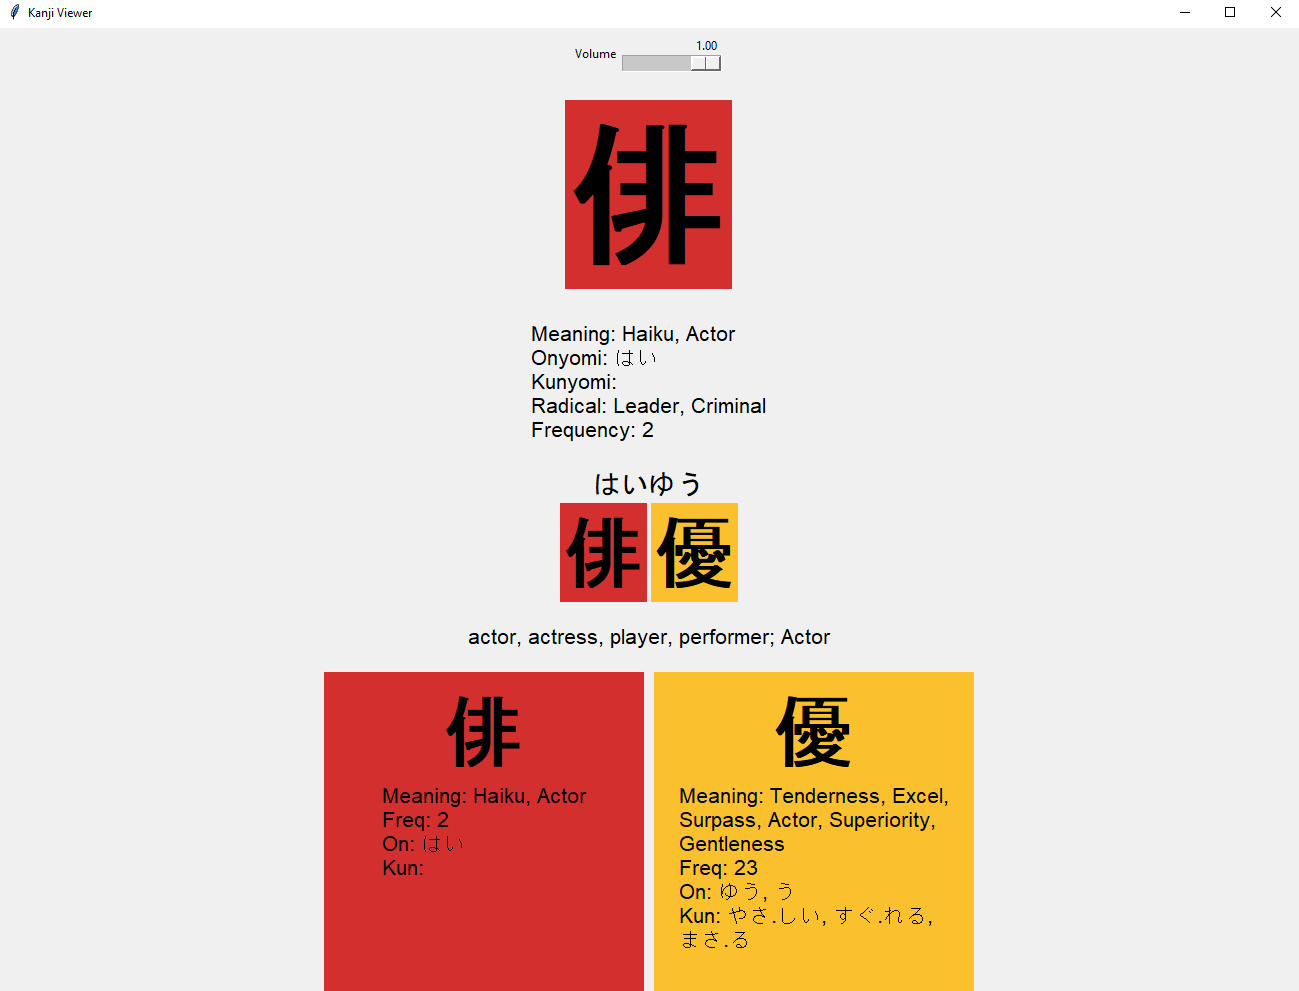 Kanji Viewer
1.00
Volume
俳
Meaning: Haiku, Actor
Onyomi: はい
Kunyomi:
Radical: Leader, Criminal
Frequency: 2
はいゆう
俳優
actor, actress, player, performer; Actor
俳
Meaning: Haiku, Actor
Freq: 2
On: はい
Kun:
優
Meaning: Tenderness, Excel,
Surpass, Actor, Superiority,
Gentleness
Freq: 23
On: ゆう, う
Kun: やさ.しい, すぐ.れる,
まさ.る